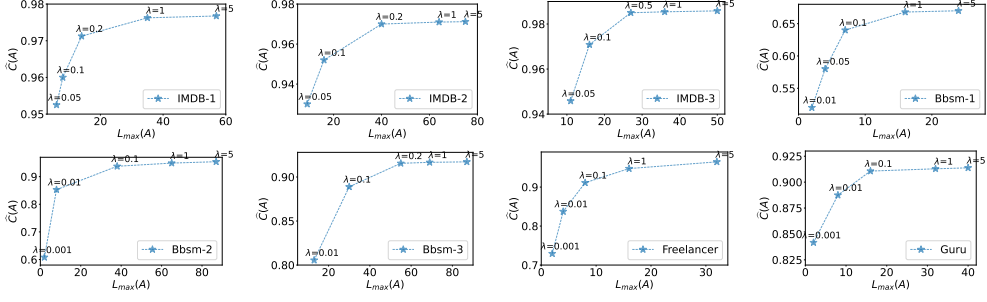 0.98
0.97
0.96
0.95
Ĉ(A)
λ=0.05
λ=0.1
λ=0.2
λ=1
λ=5
IMDB-1
20 40 60
L_max(A)
0.98
0.96
0.94
Ĉ(A)
λ=0.05
λ=0.1
λ=0.2
λ=1
λ=5
IMDB-2
20 40 60 80
L_max(A)
0.98
0.96
0.94
Ĉ(A)
λ=0.05
λ=0.1
λ=0.5
λ=1
λ=5
IMDB-3
10 20 30 40 50
L_max(A)
0.65
0.60
0.55
Ĉ(A)
λ=0.01
λ=0.05
λ=0.1
λ=1
λ=5
Bbsm-1
0 10 20
L_max(A)
0.9
0.8
0.7
0.6
Ĉ(A)
λ=0.001
λ=0.01
λ=0.1
λ=1
λ=5
Bbsm-2
0 20 40 60 80
L_max(A)
0.90
0.85
0.80
Ĉ(A)
λ=0.01
λ=0.1
λ=0.2
λ=1
λ=5
Bbsm-3
20 40 60 80
L_max(A)
0.9
0.8
0.7
Ĉ(A)
λ=0.001
λ=0.01
λ=0.1
λ=1
λ=5
Freelancer
0 10 20 30
L_max(A)
0.925
0.900
0.875
0.850
0.825
Ĉ(A)
λ=0.001
λ=0.01
λ=0.1
λ=1
λ=5
Guru
0 10 20 30 40
L_max(A)